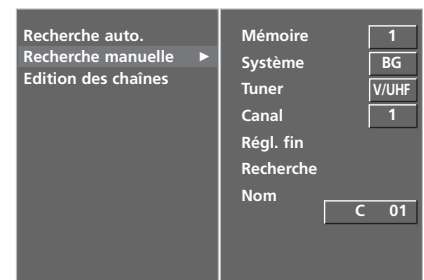 Recherche auto.
Recherche manuelle ►
Edition des chaînes
Mémoire 1
Système BG
Tuner V/UHF
Canal 1
Régl. fin
Recherche
Nom
C 01